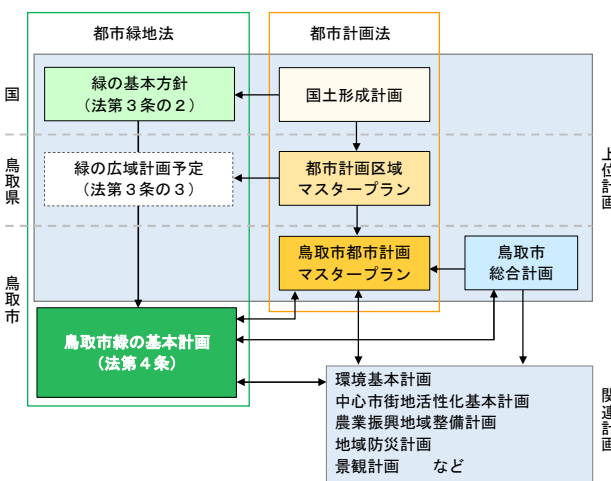 都市緑地法
都市計画法
国
緑の基本方針
(法第3条の2)
国土形成計画
鳥取県
緑の広域計画予定
(法第3条の3)
都市計画区域
マスタープラン
上位計画
鳥取市
鳥取市都市計画
マスタープラン
鳥取市
総合計画
鳥取市緑の基本計画
(法第4条)
環境基本計画
中心市街地活性化基本計画
農業振興地域整備計画
地域防災計画
景観計画　など
関連計画